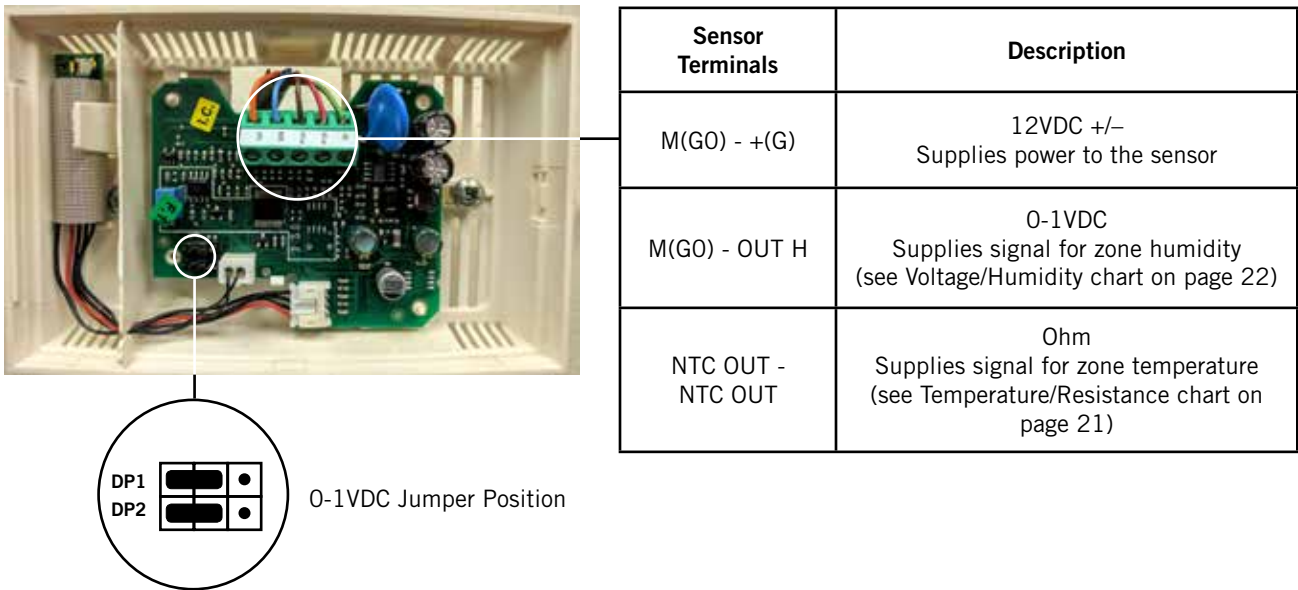 Sensor
Terminals
Description
M(G0) - +(G)
12VDC +/–
Supplies power to the sensor
M(G0) - OUT H
0-1VDC
Supplies signal for zone humidity
(see Voltage/Humidity chart on page 22)
NTC OUT -
NTC OUT
Ohm
Supplies signal for zone temperature
(see Temperature/Resistance chart on
page 21)
DP1
DP2
0-1VDC Jumper Position